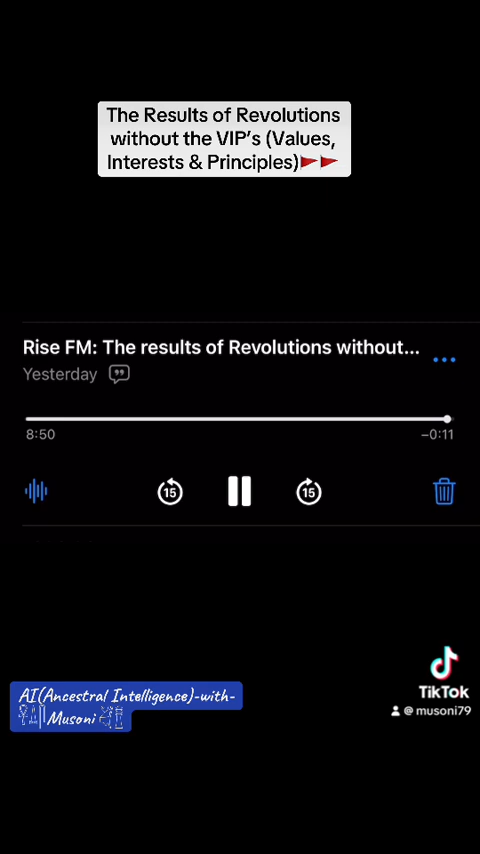 The Results of Revolutions
without the VIP’s (Values,
Interests & Principles)🚩🚩
Rise FM: The results of Revolutions without...
Yesterday
8:50
−0:11
15
15
TikTok
@musoni79
AI(Ancestral Intelligence)-with-
Musoni